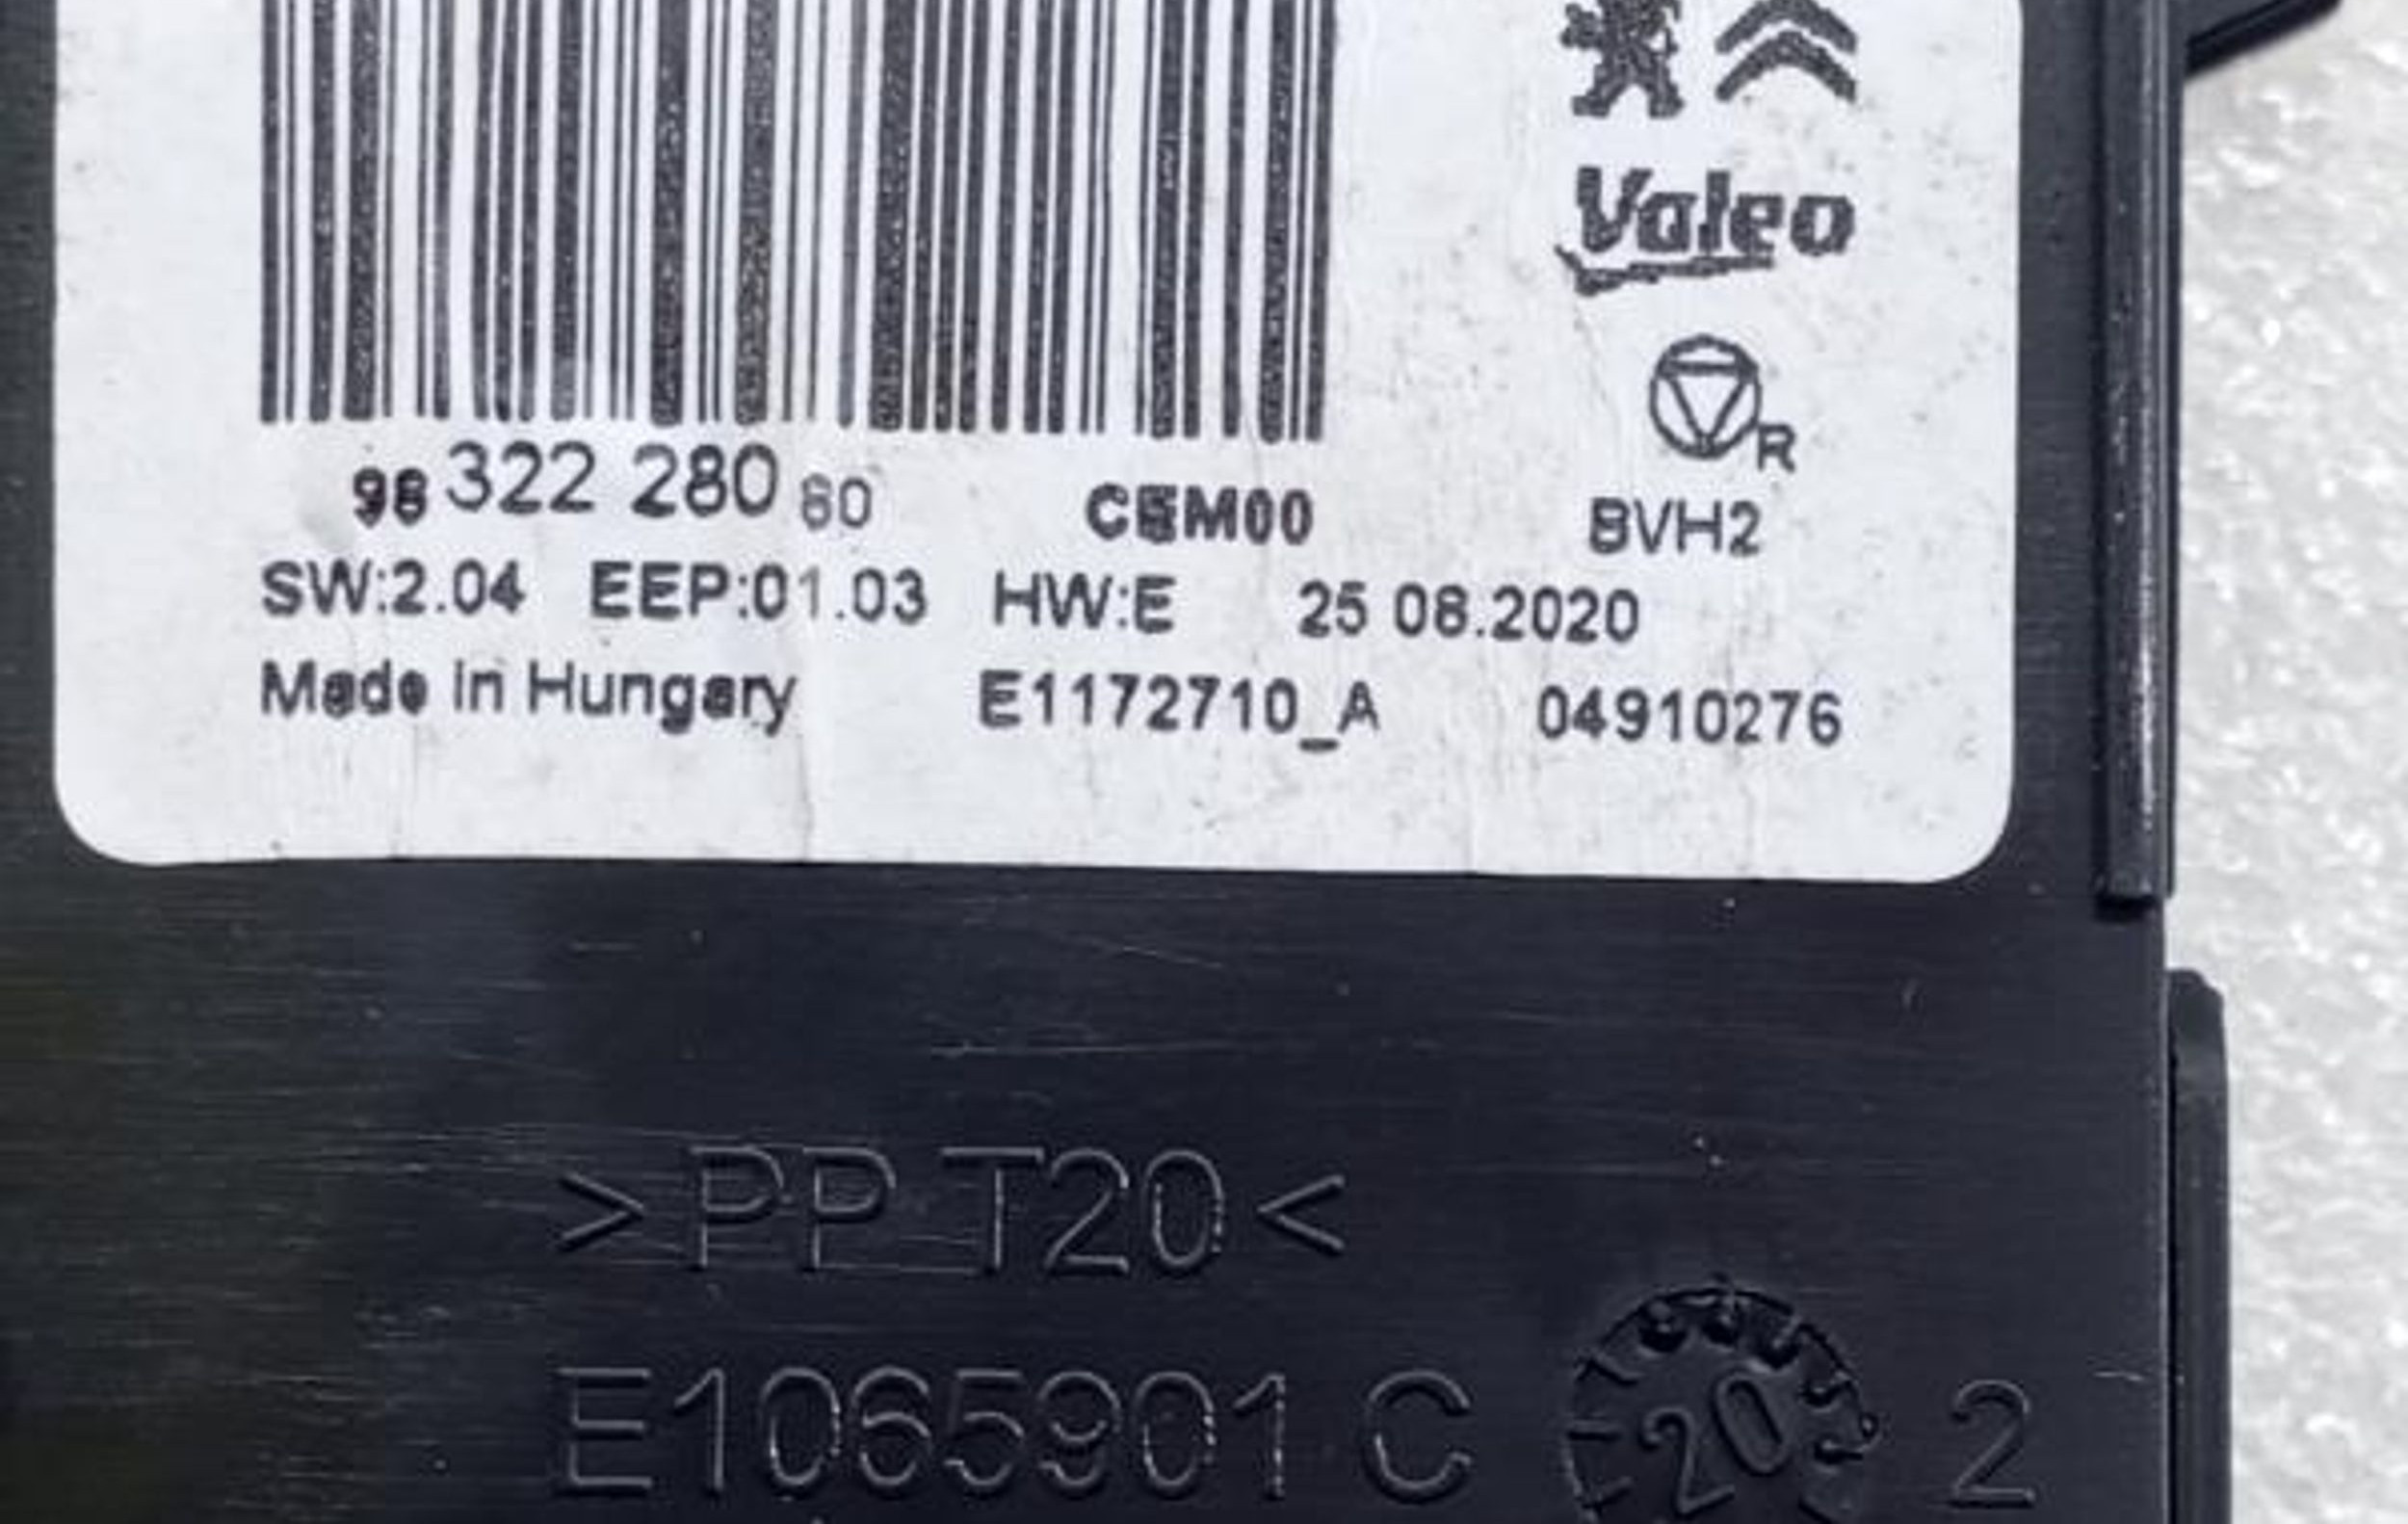 Valeo
R
98 322 280 80 CEM00 BVH2
SW:2.04 EEP:01.03 HW:E 25 08.2020
Made in Hungary E1172710_A 04910276
>PP T20<
E1065901 C 20 2